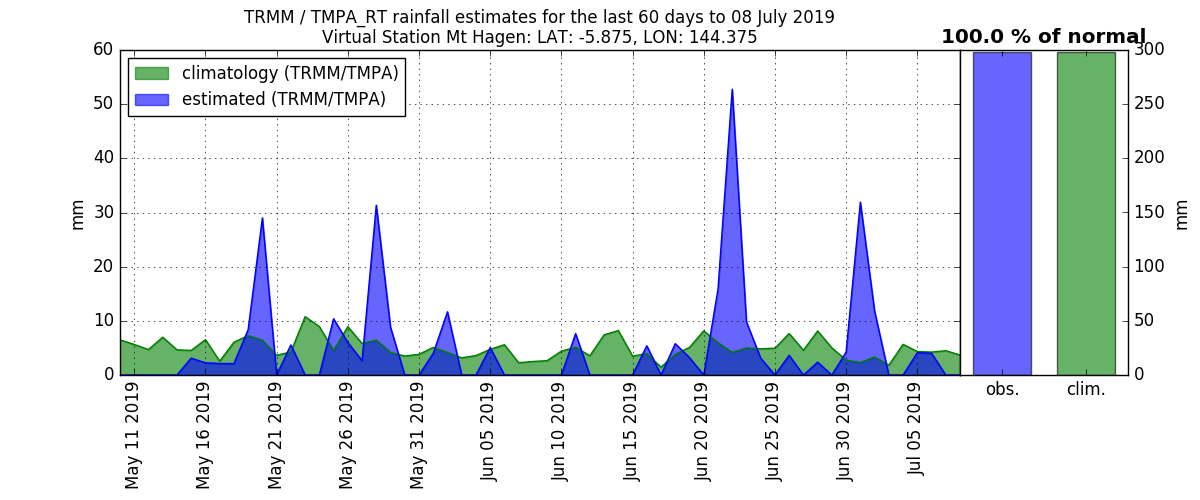 TRMM / TMPA_RT rainfall estimates for the last 60 days to 08 July 2019
Virtual Station Mt Hagen: LAT: -5.875, LON: 144.375
100.0 % of normal
climatology (TRMM/TMPA)
estimated (TRMM/TMPA)
60
50
40
30
20
10
0
mm
May 11 2019
May 16 2019
May 21 2019
May 26 2019
May 31 2019
Jun 05 2019
Jun 10 2019
Jun 15 2019
Jun 20 2019
Jun 25 2019
Jun 30 2019
Jul 05 2019
300
250
200
150
100
50
0
mm
obs.
clim.